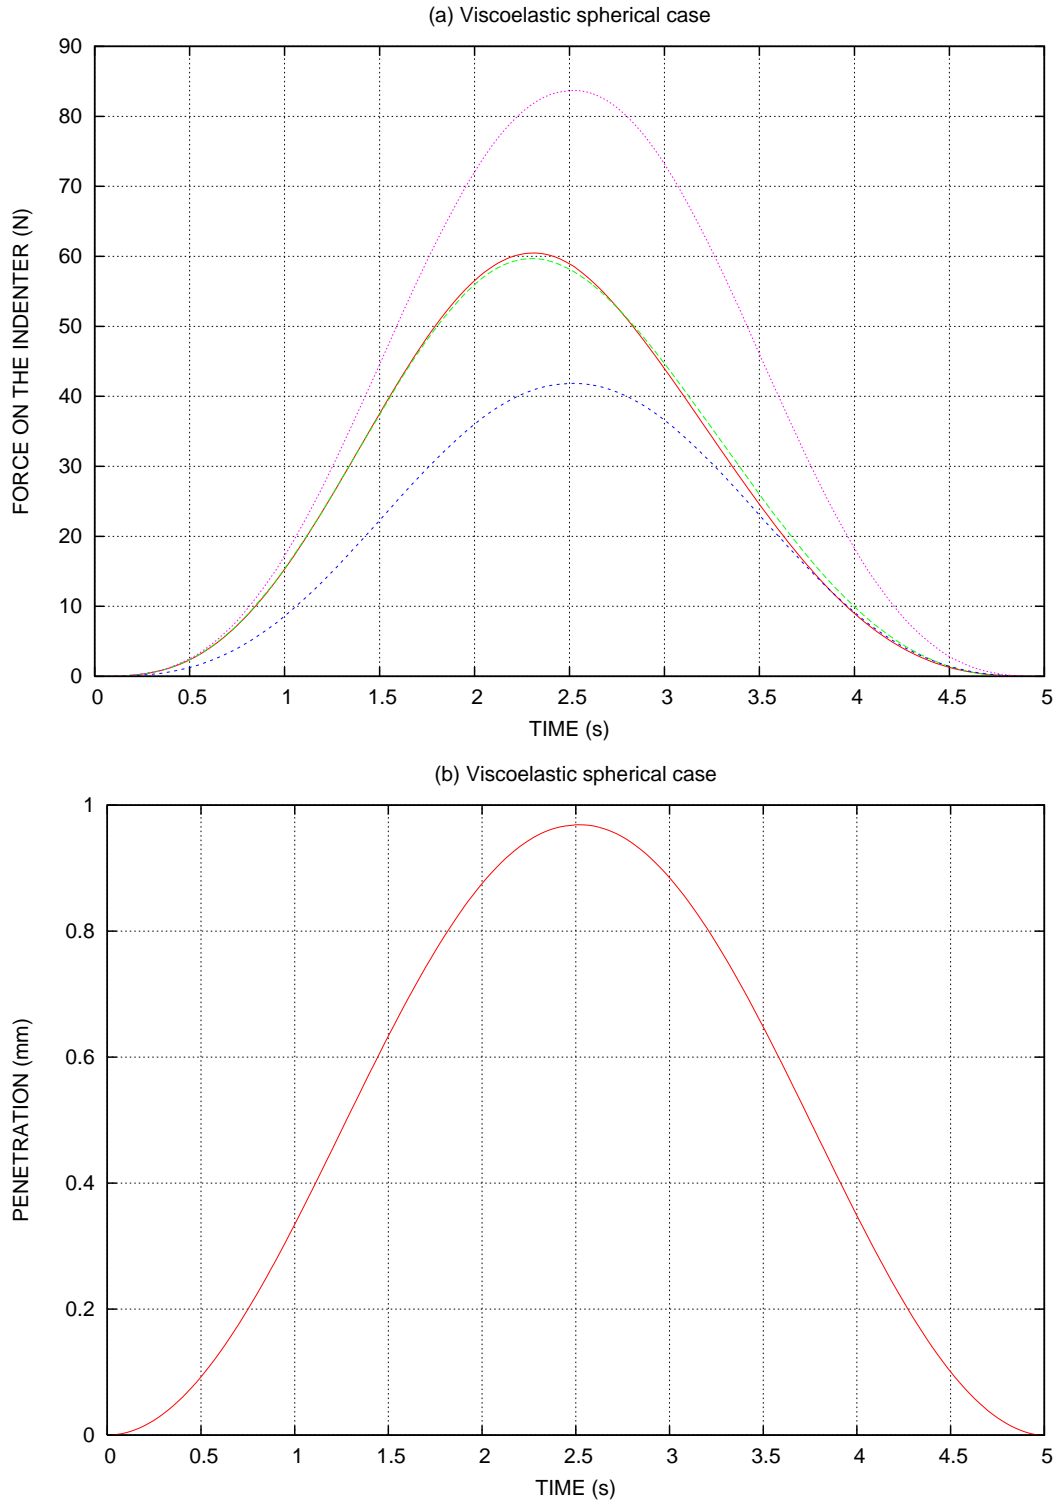 (a) Viscoelastic spherical case
90
80
70
60
50
40
30
20
10
0
FORCE ON THE INDENTER (N)
0 0.5 1 1.5 2 2.5 3 3.5 4 4.5 5
TIME (s)
(b) Viscoelastic spherical case
1
0.8
0.6
0.4
0.2
0
PENETRATION (mm)
0 0.5 1 1.5 2 2.5 3 3.5 4 4.5 5
TIME (s)